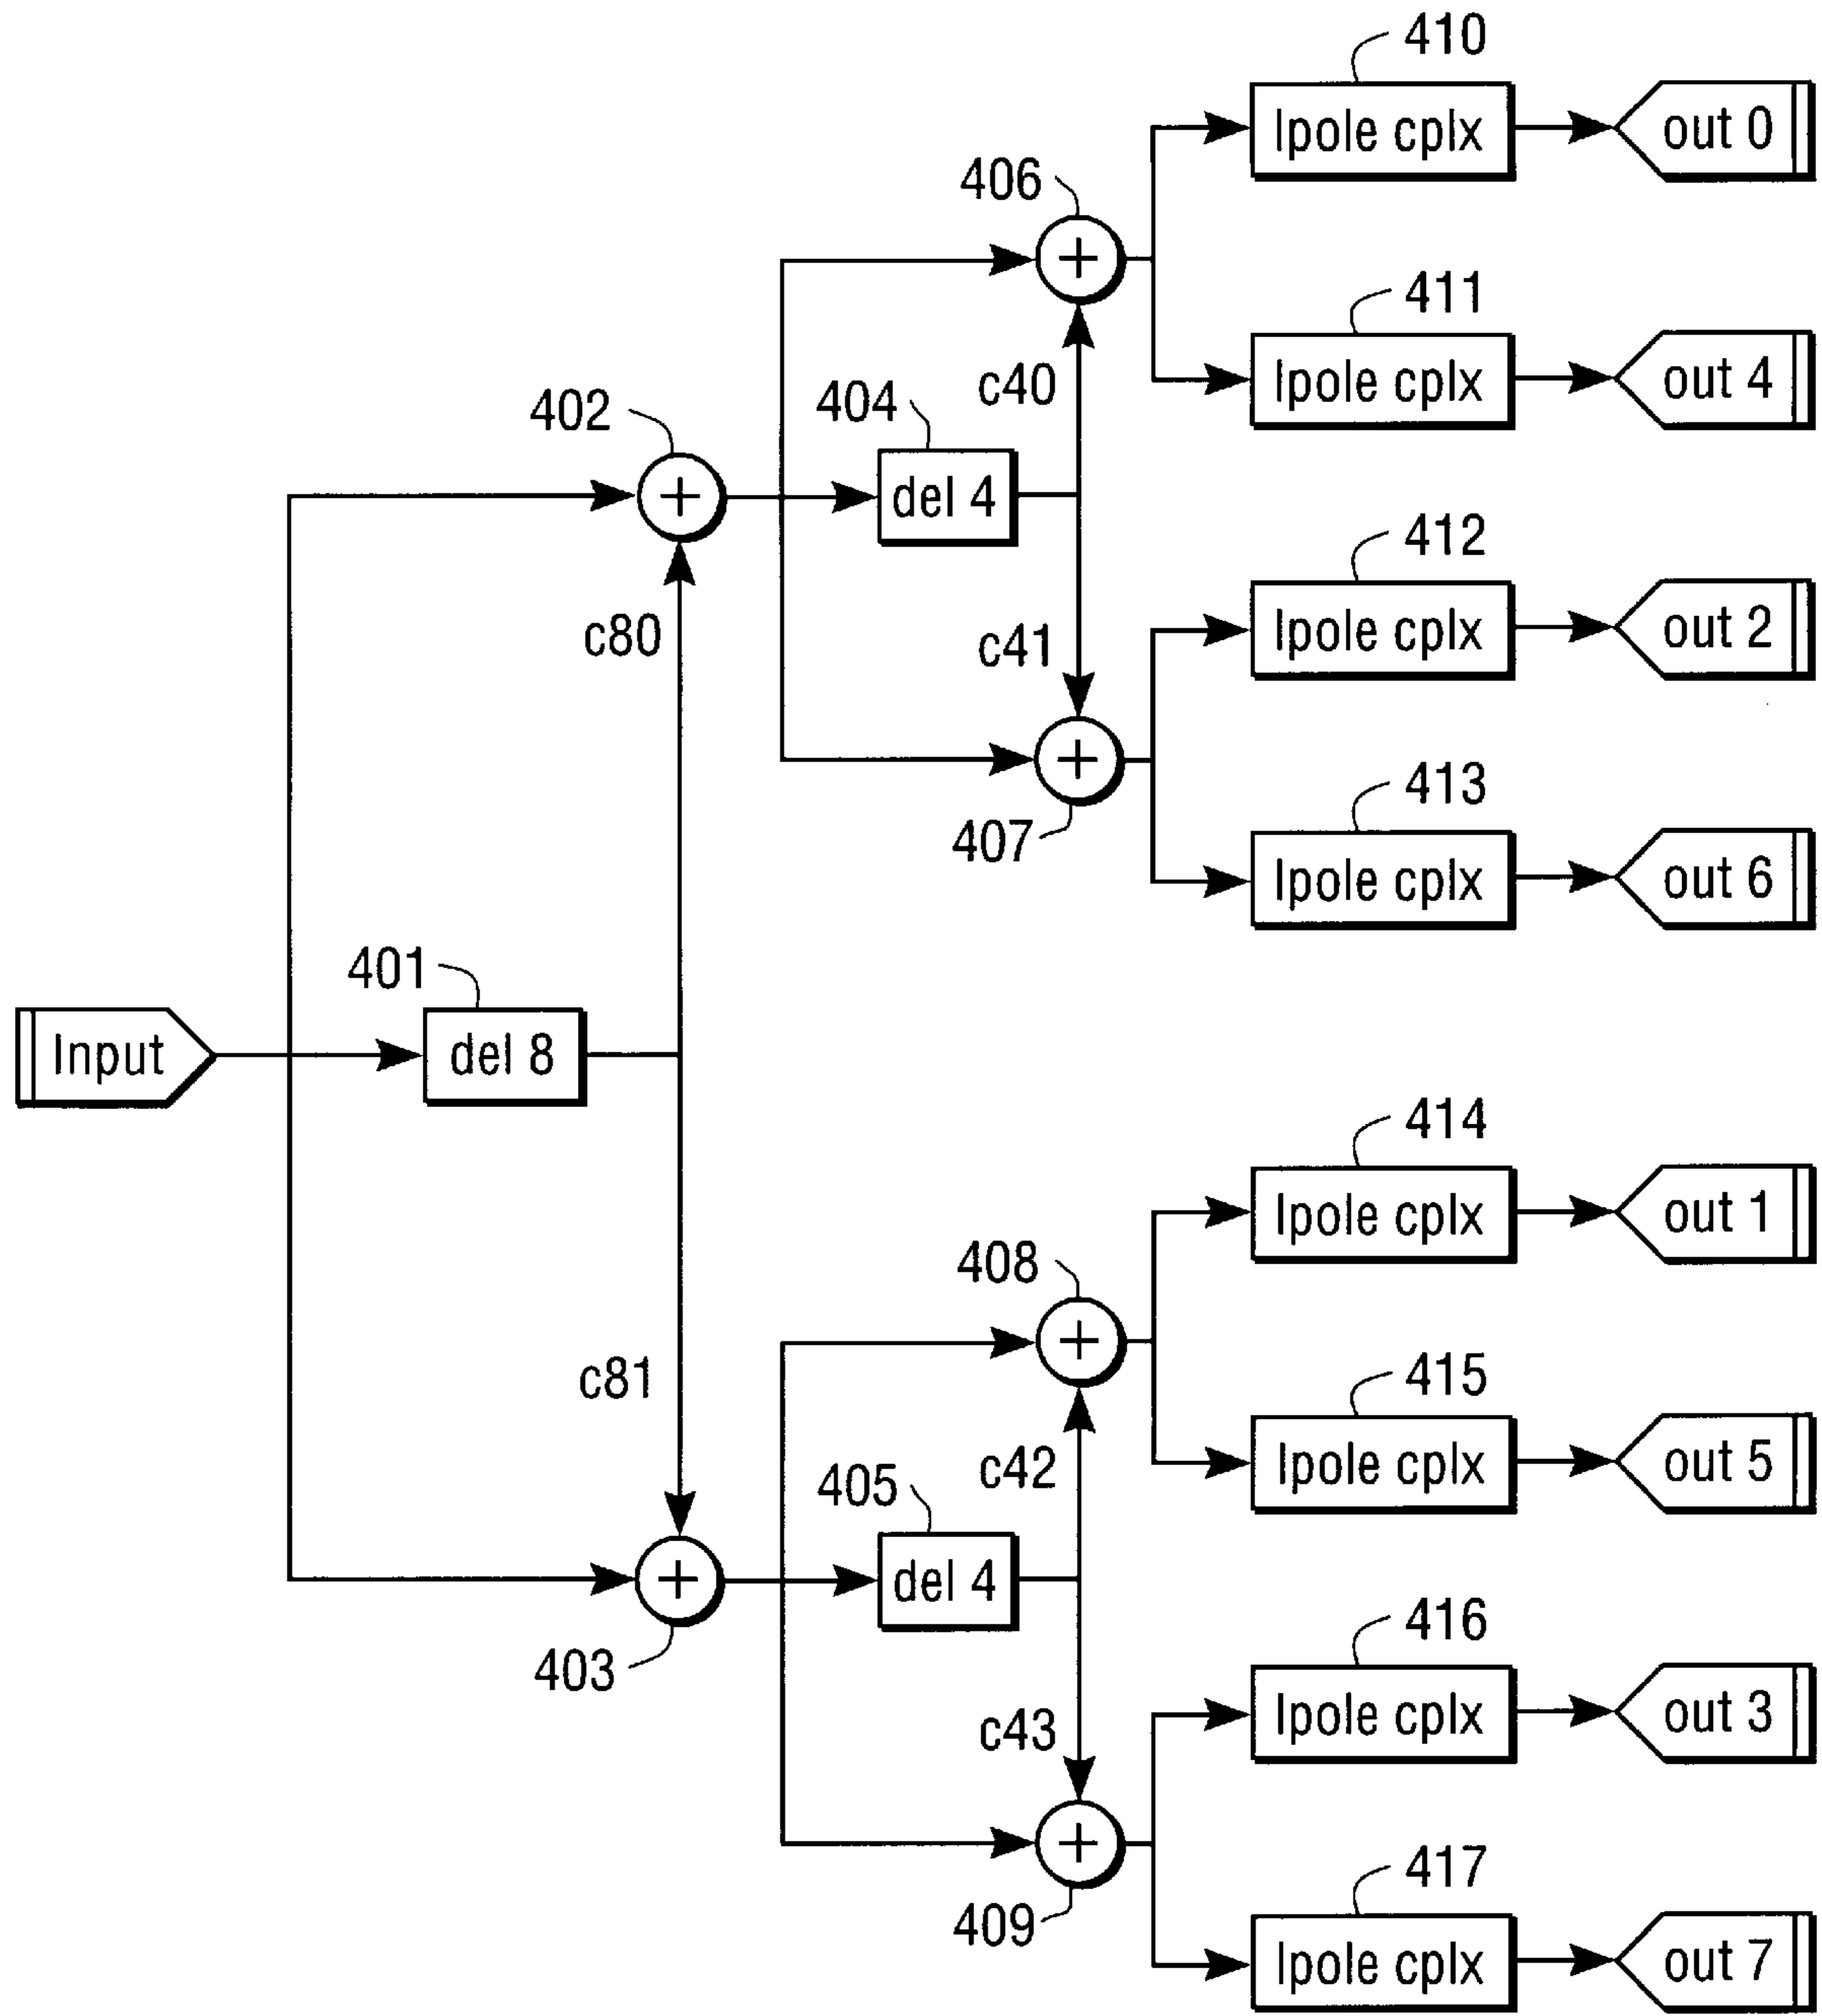 410
lpole cplx
out 0
406
411
lpole cplx
out 4
c40
404
402
del 4
412
lpole cplx
out 2
c80
c41
413
lpole cplx
out 6
407
401
Input
del 8
414
lpole cplx
out 1
408
c81
415
lpole cplx
out 5
c42
405
del 4
416
lpole cplx
out 3
403
c43
417
lpole cplx
out 7
409